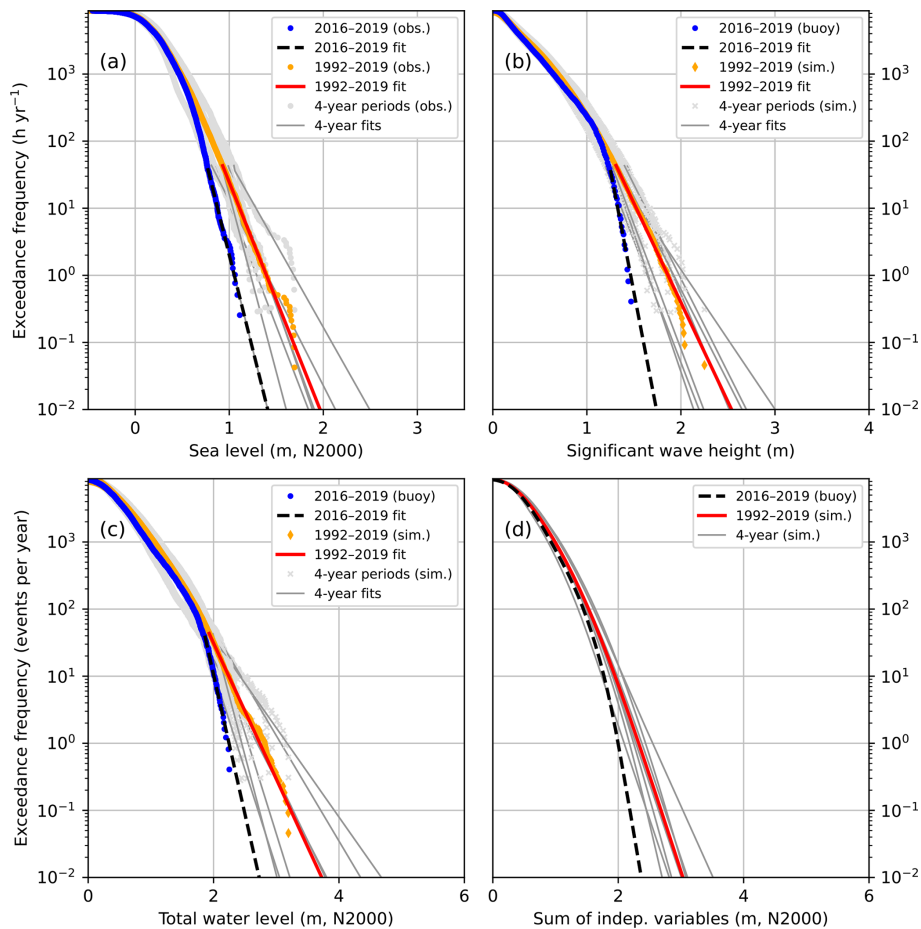 (a)
2016–2019 (obs.)
2016–2019 fit
1992–2019 (obs.)
1992–2019 fit
4-year periods (obs.)
4-year fits
Exceedance frequency (h yr⁻¹)
10³
10²
10¹
10⁰
10⁻¹
10⁻²
0 1 2 3
Sea level (m, N2000)
(b)
2016–2019 (buoy)
2016–2019 fit
1992–2019 (sim.)
1992–2019 fit
4-year periods (sim.)
4-year fits
10³
10²
10¹
10⁰
10⁻¹
10⁻²
0 1 2 3 4
Significant wave height (m)
(c)
2016–2019 (buoy)
2016–2019 fit
1992–2019 (sim.)
1992–2019 fit
4-year periods (sim.)
4-year fits
Exceedance frequency (events per year)
10³
10²
10¹
10⁰
10⁻¹
10⁻²
0 2 4 6
Total water level (m, N2000)
(d)
2016–2019 (buoy)
1992–2019 (sim.)
4-year (sim.)
10³
10²
10¹
10⁰
10⁻¹
10⁻²
0 2 4 6
Sum of indep. variables (m, N2000)